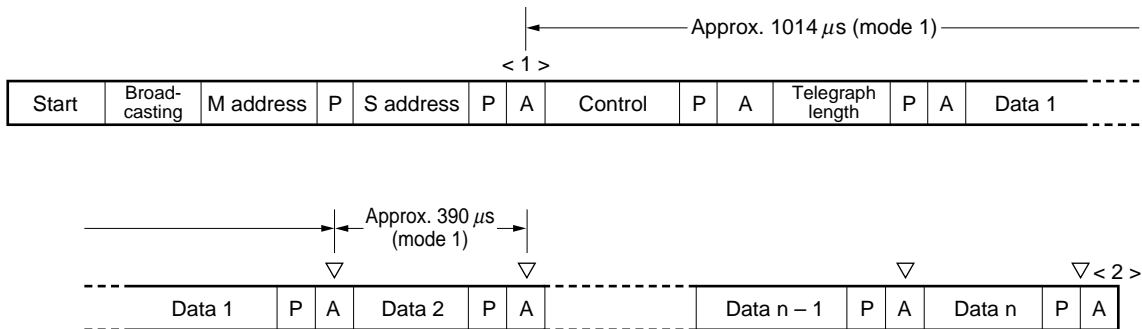 Approx. 1014 μs (mode 1)
< 1 >
Start Broad-
casting M address P S address P A Control P A Telegraph
length P A Data 1
Approx. 390 μs
(mode 1)
< 2 >
Data 1 P A Data 2 P A Data n – 1 P A Data n P A